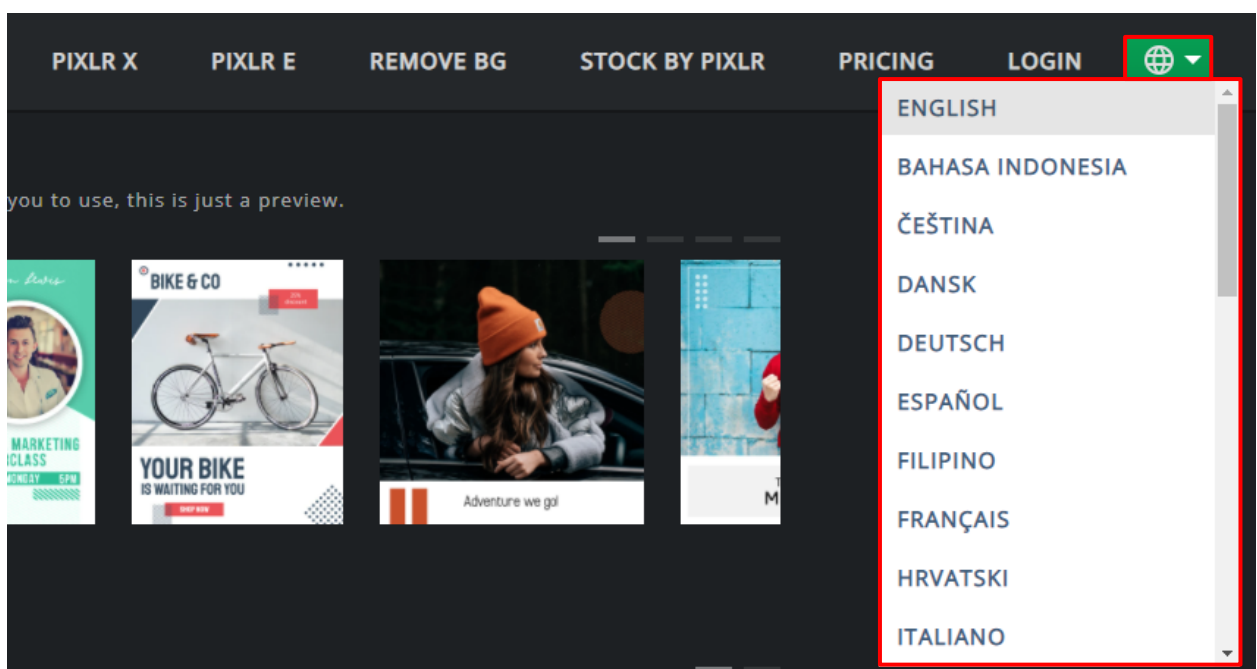 PIXLR X
PIXLR E
REMOVE BG
STOCK BY PIXLR
PRICING
LOGIN
ENGLISH
BAHASA INDONESIA
ČEŠTINA
DANSK
DEUTSCH
ESPAÑOL
FILIPINO
FRANÇAIS
HRVATSKI
ITALIANO
you to use, this is just a preview.
MARKETING
5PM
BIKE & CO
YOUR BIKE
IS WAITING FOR YOU
SHOP NOW
Adventure we go!